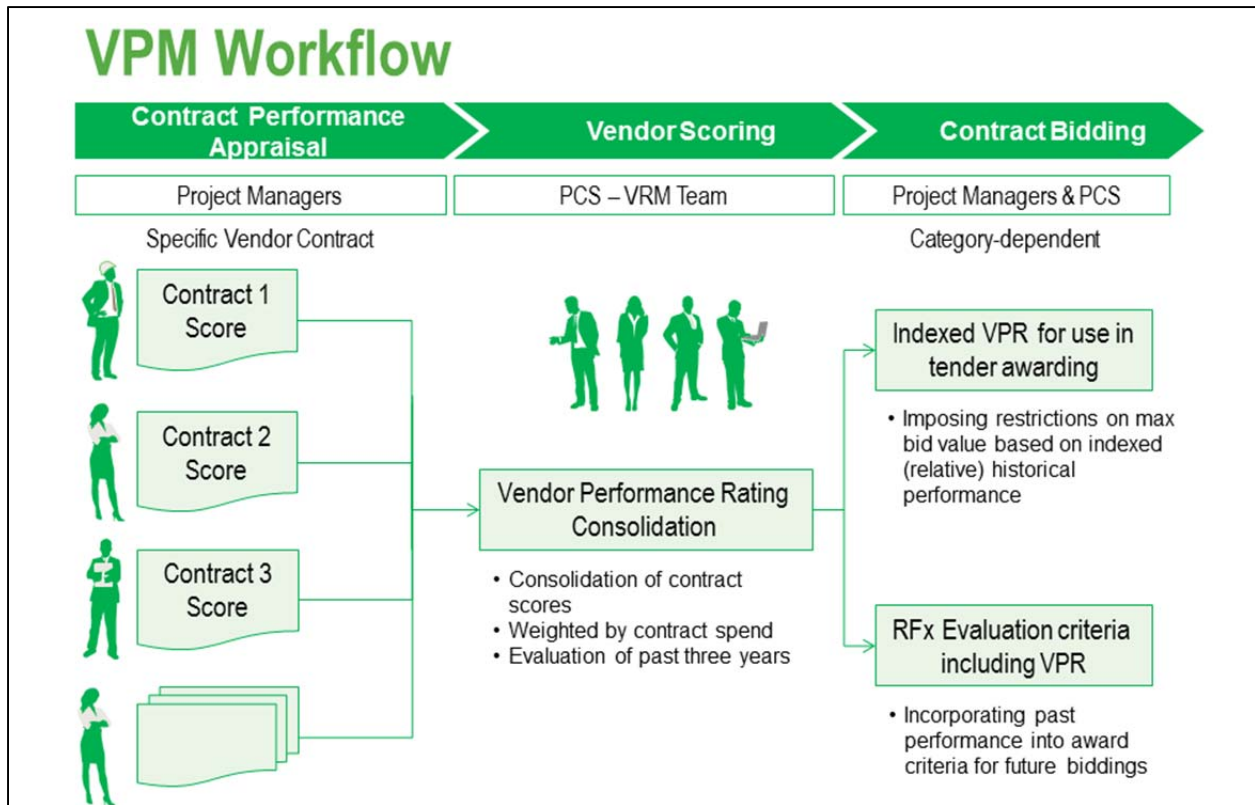 VPM Workflow
Contract Performance
Appraisal
Vendor Scoring
Contract Bidding
Project Managers
PCS – VRM Team
Project Managers & PCS
Specific Vendor Contract
Category-dependent
Contract 1
Score
Contract 2
Score
Contract 3
Score
Vendor Performance Rating
Consolidation
• Consolidation of contract
scores
• Weighted by contract spend
• Evaluation of past three years
Indexed VPR for use in
tender awarding
• Imposing restrictions on max
bid value based on indexed
(relative) historical
performance
RFx Evaluation criteria
including VPR
• Incorporating past
performance into award
criteria for future biddings